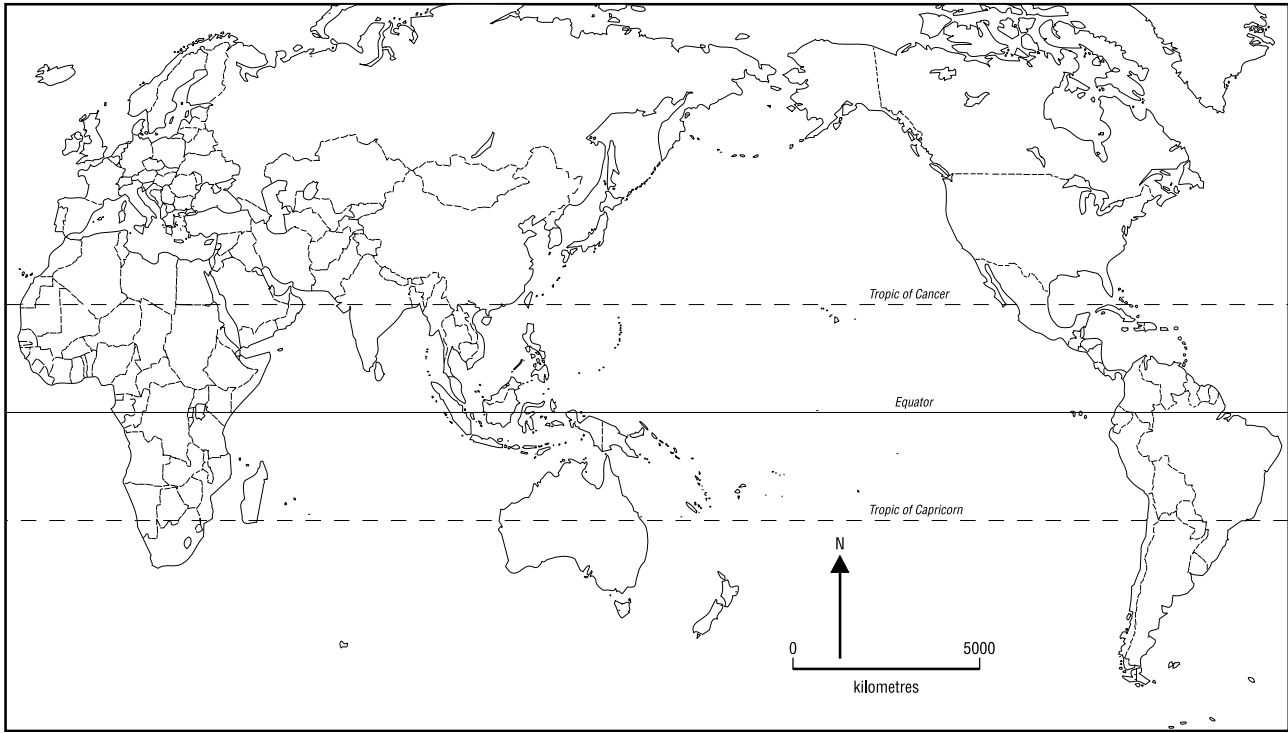 Tropic of Cancer
Equator
Tropic of Capricorn
N
0 5000
kilometres